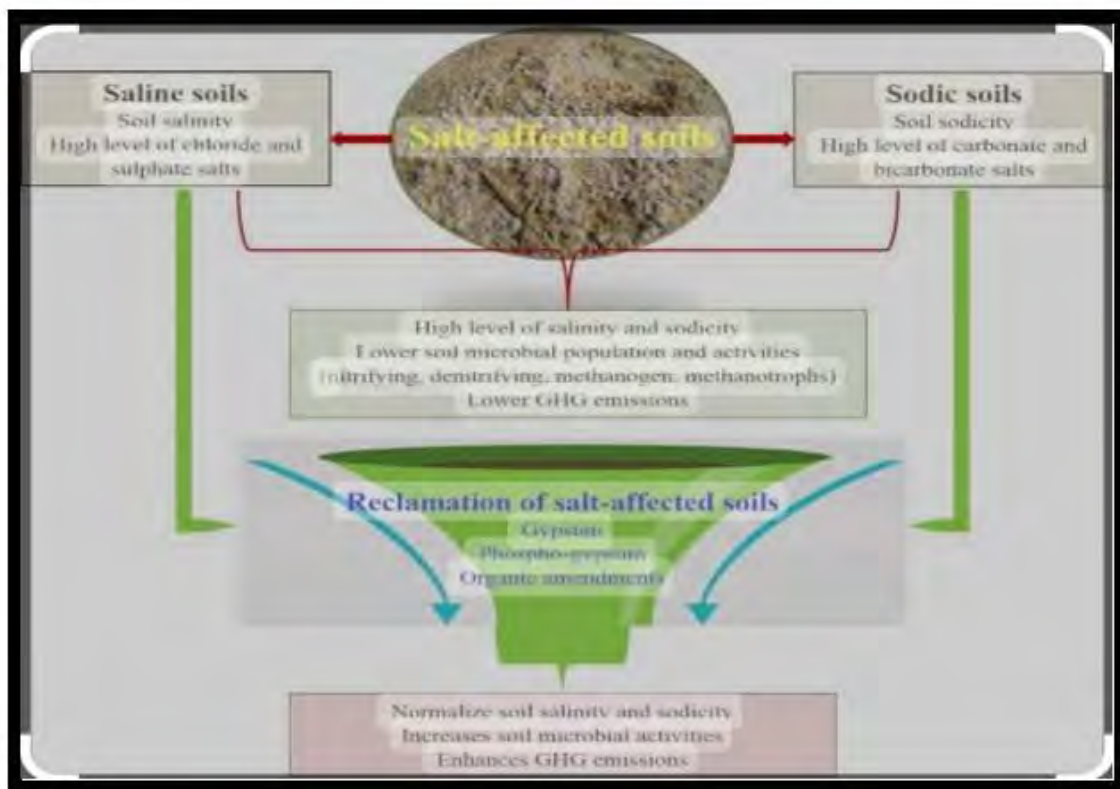 Salt-affected soils
Saline soils
Soil salinity
High level of chloride and
sulphate salts
Sodic soils
Soil sodicity
High level of carbonate and
bicarbonate salts
High level of salinity and sodicity
Lower soil microbial population and activities
(nitrifying, denitrifying, methanogen, methanotrophs)
Lower GHG emissions
Reclamation of salt-affected soils
Gypsum
Phospho-gypsum
Organic amendments
Normalize soil salinity and sodicity
Increases soil microbial activities
Enhances GHG emissions